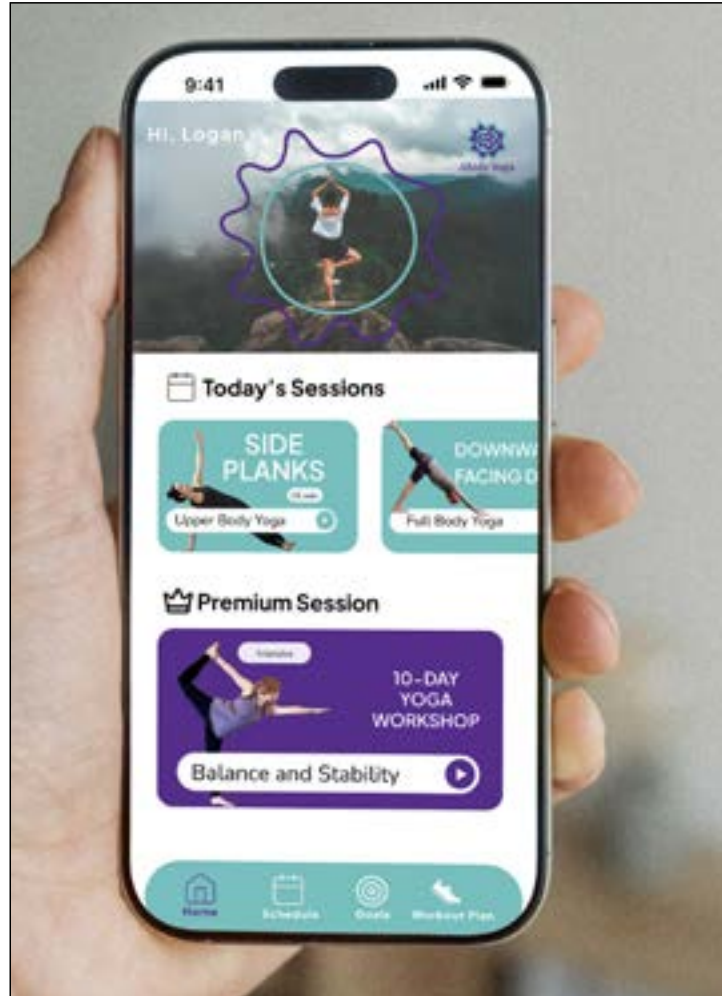 9:41
Hi, Logan
Today's Sessions
SIDE
PLANKS
Upper Body Yoga
DOWNWA
FACING D
Full Body Yoga
Premium Session
10-DAY
YOGA
WORKSHOP
Balance and Stability
Home
Schedule
Goals
Workout Plan